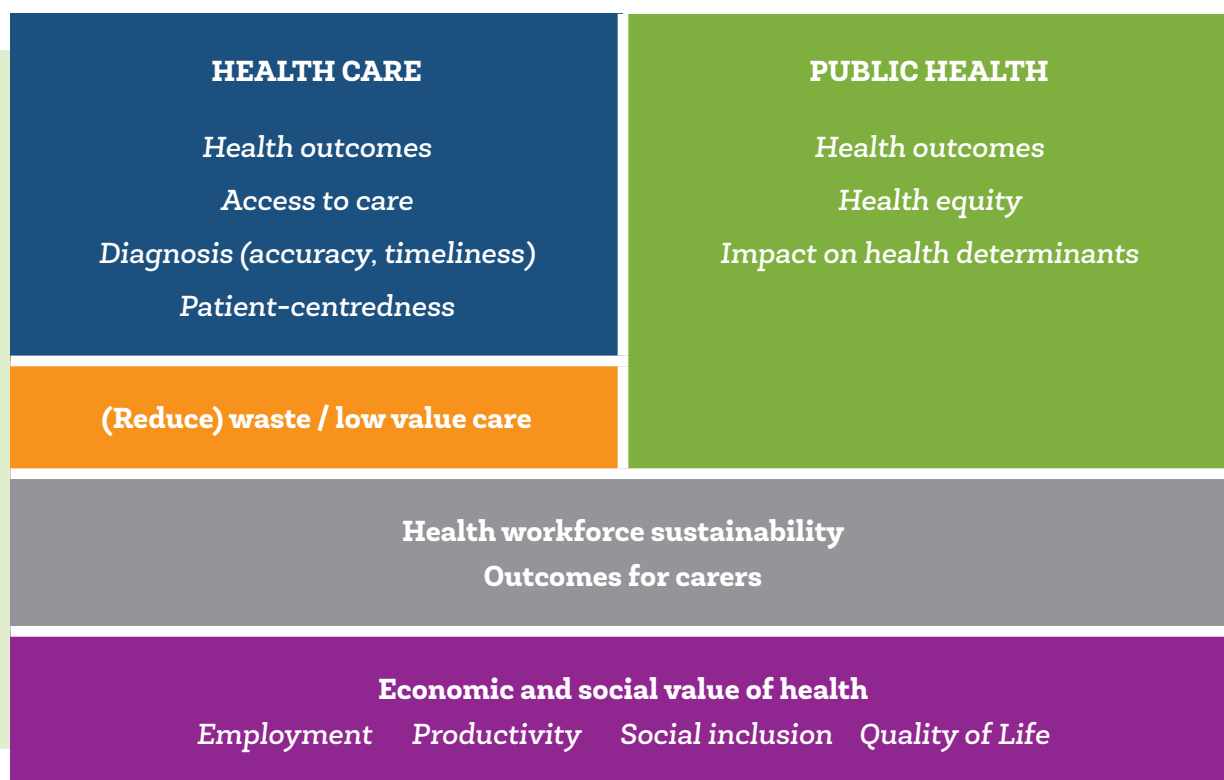 HEALTH CARE
Health outcomes
Access to care
Diagnosis (accuracy, timeliness)
Patient-centredness
PUBLIC HEALTH
Health outcomes
Health equity
Impact on health determinants
(Reduce) waste / low value care
Health workforce sustainability
Outcomes for carers
Economic and social value of health
Employment Productivity Social inclusion Quality of Life